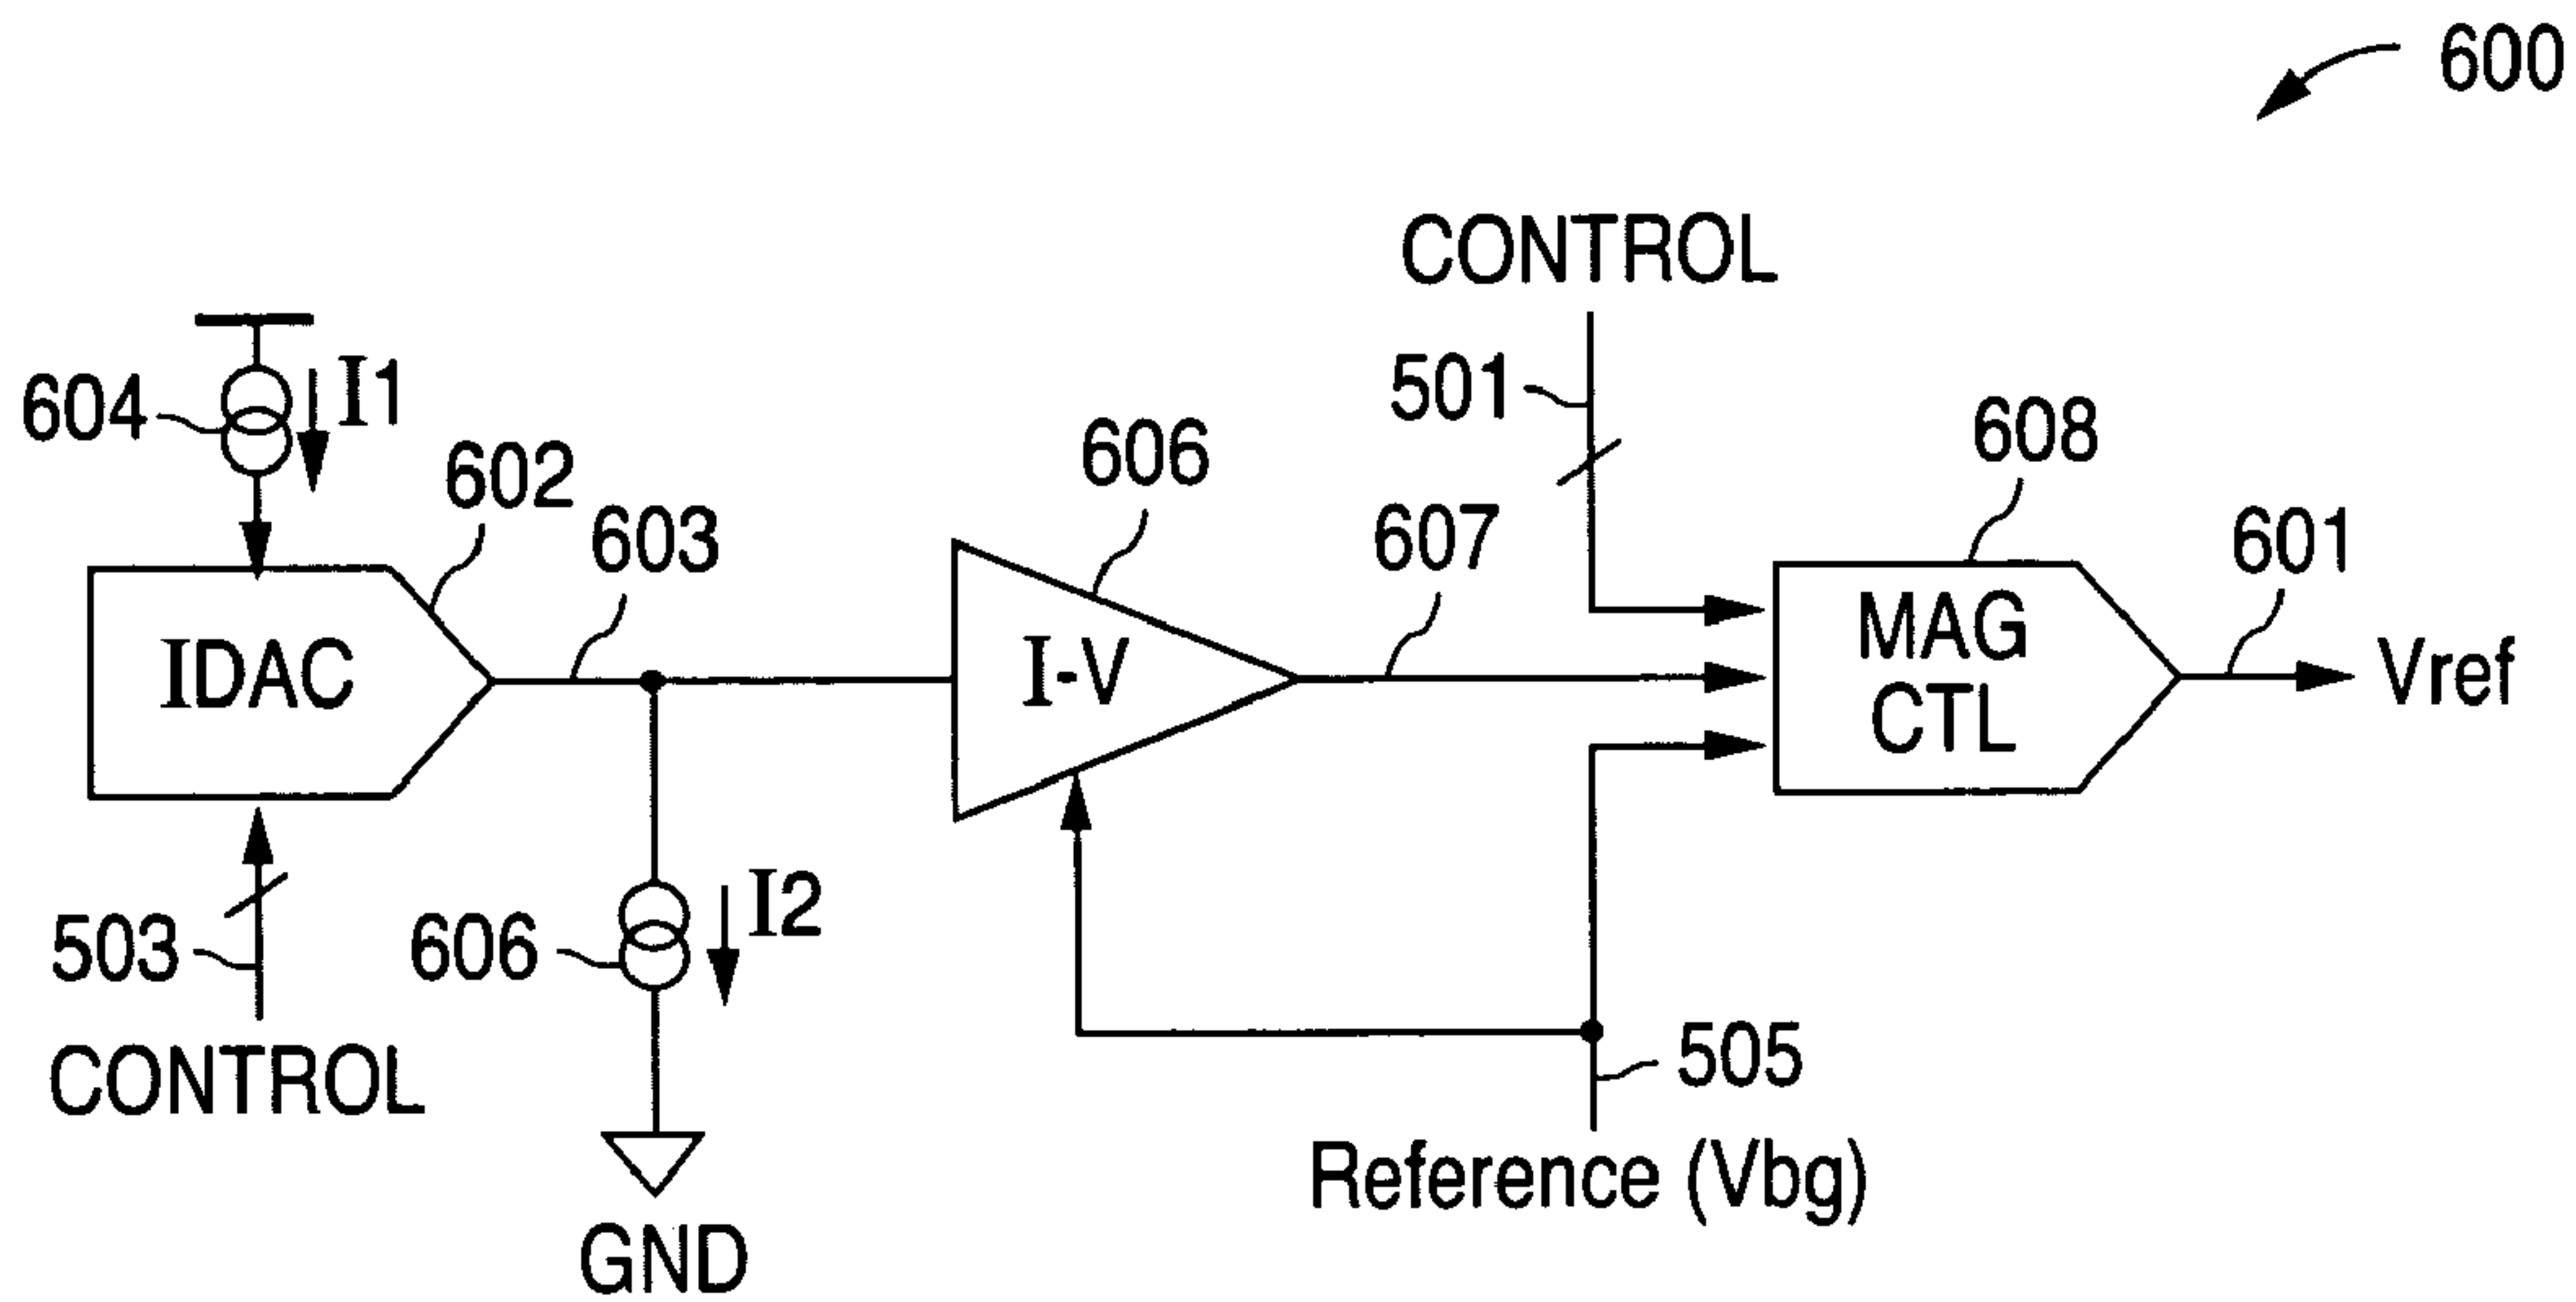 600
CONTROL
501
604
I1
602
603
606
607
608
601
IDAC
I-V
MAG
CTL
Vref
503
606
I2
CONTROL
505
Reference (Vbg)
GND